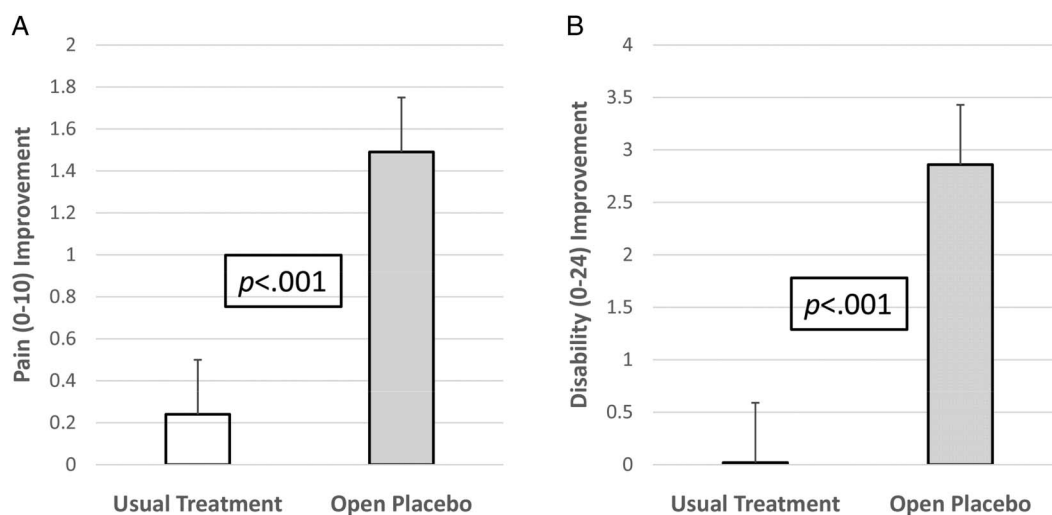 A
Pain (0-10) Improvement
2
1.8
1.6
1.4
1.2
1
0.8
0.6
0.4
0.2
0
p<.001
Usual Treatment
Open Placebo
B
Disability (0-24) Improvement
4
3.5
3
2.5
2
1.5
1
0.5
0
p<.001
Usual Treatment
Open Placebo